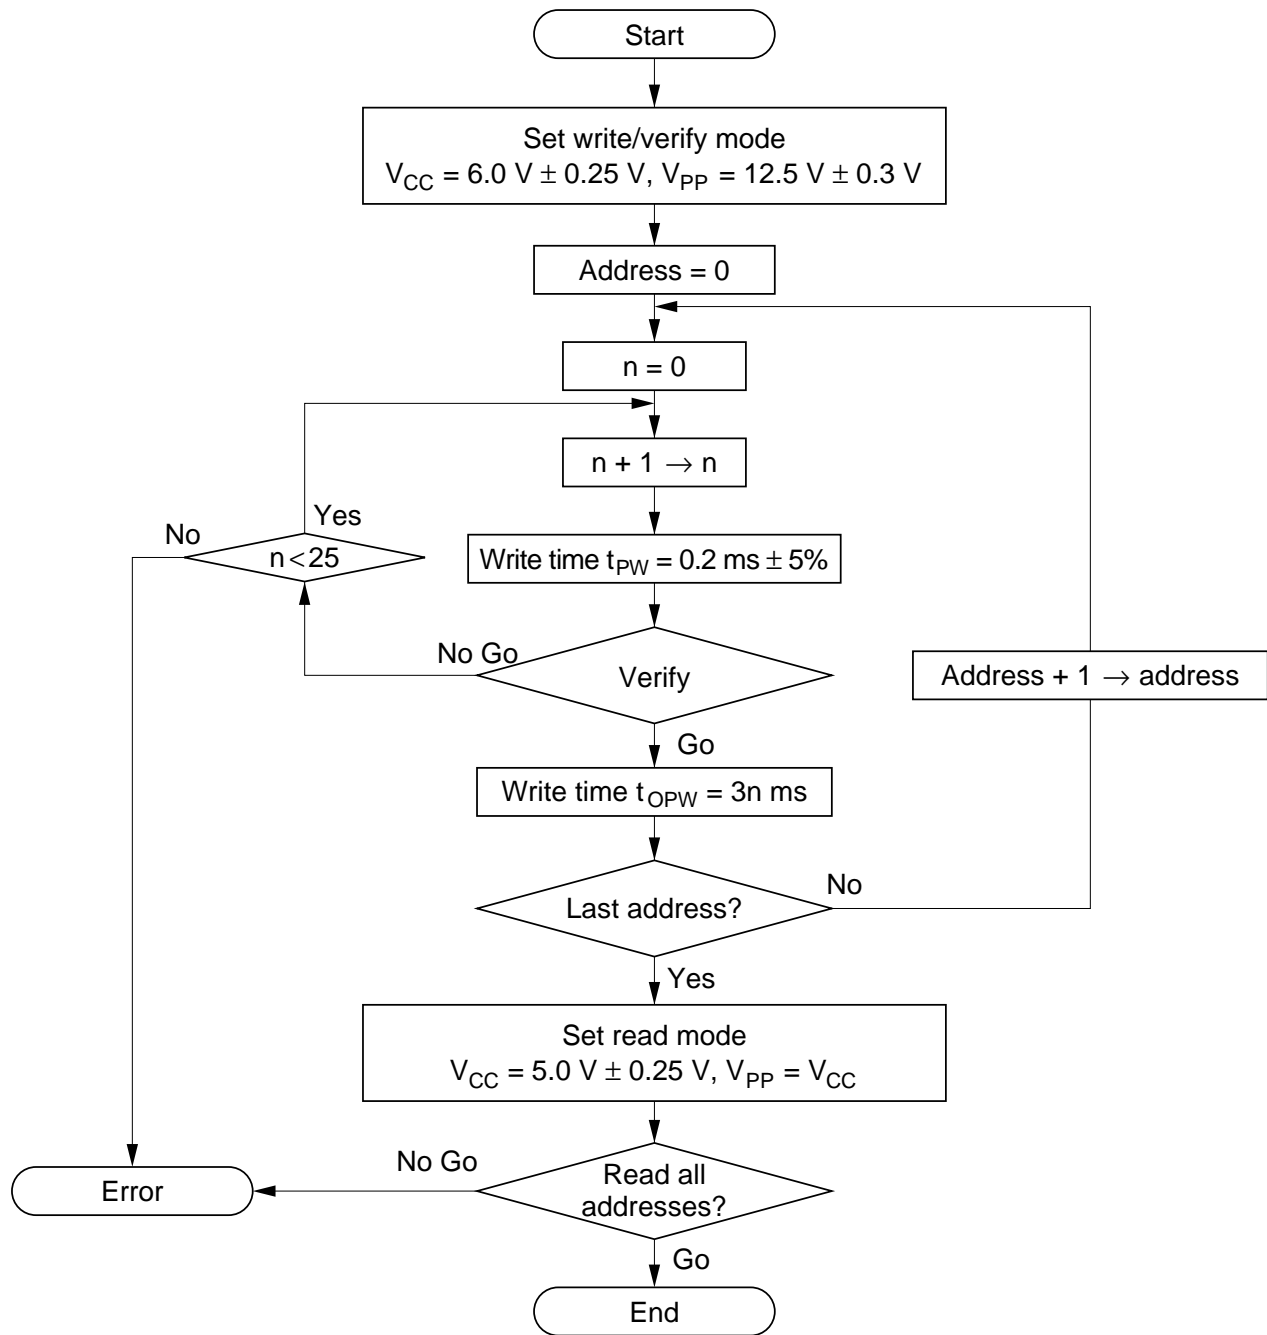 Start
Set write/verify mode
VCC = 6.0 V ± 0.25 V, VPP = 12.5 V ± 0.3 V
Address = 0
n = 0
n + 1 → n
Yes
No
n<25
Write time tPW = 0.2 ms ± 5%
No Go
Verify
Address + 1 → address
Go
Write time tOPW = 3n ms
No
Last address?
Yes
Set read mode
VCC = 5.0 V ± 0.25 V, VPP = VCC
No Go
Read all
addresses?
Error
Go
End